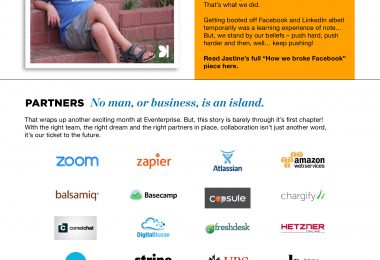 That's what we did.
Getting booted off Facebook and LinkedIn albeit
temporarily was a learning experience of note…
But, we stand by our beliefs – push hard, push
harder and then, well… keep pushing!
Read Jastine's full "How we broke Facebook"
piece here.
PARTNERS No man, or business, is an island.
That wraps up another exciting month at Eventerprise. But, this story is barely through it's first chapter!
With the right team, the right dream and the right partners in place, collaboration isn't just another word,
it's our ticket to the future.
zoom zapier Atlassian amazon
web services
balsamiq Basecamp capsule chargify
cometchat DigitalOcean freshdesk HETZNER
ONLINE
stripe UPS